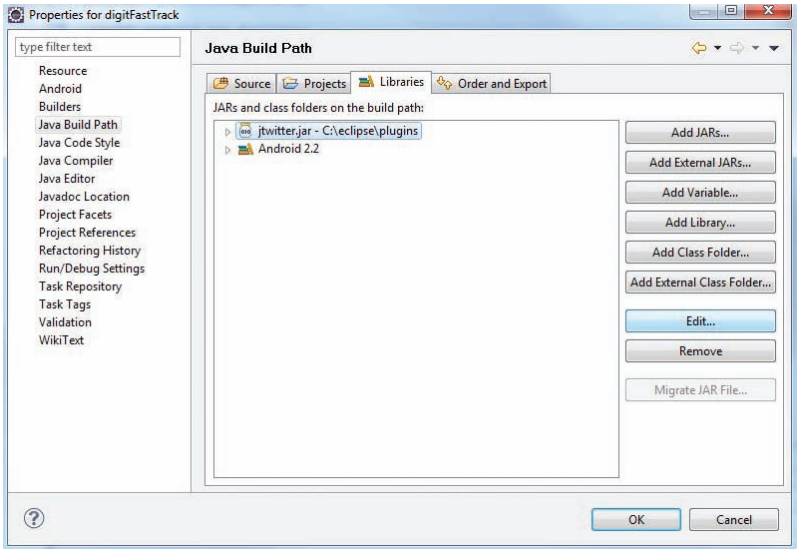 Properties for digitFastTrack
type filter text
Resource
Android
Builders
Java Build Path
Java Code Style
Java Compiler
Java Editor
Javadoc Location
Project Facets
Project References
Refactoring History
Run/Debug Settings
Task Repository
Task Tags
Validation
WikiText
Java Build Path
Source Projects Libraries Order and Export
JARs and class folders on the build path:
jtwitter.jar - C:\eclipse\plugins
Android 2.2
Add JARs...
Add External JARs...
Add Variable...
Add Library...
Add Class Folder...
Add External Class Folder...
Edit...
Remove
Migrate JAR File...
OK Cancel